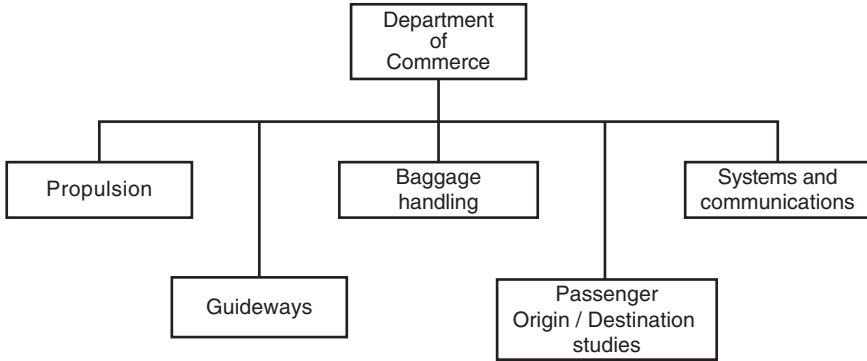 Department
of
Commerce
Propulsion
Baggage
handling
Systems and
communications
Guideways
Passenger
Origin / Destination
studies